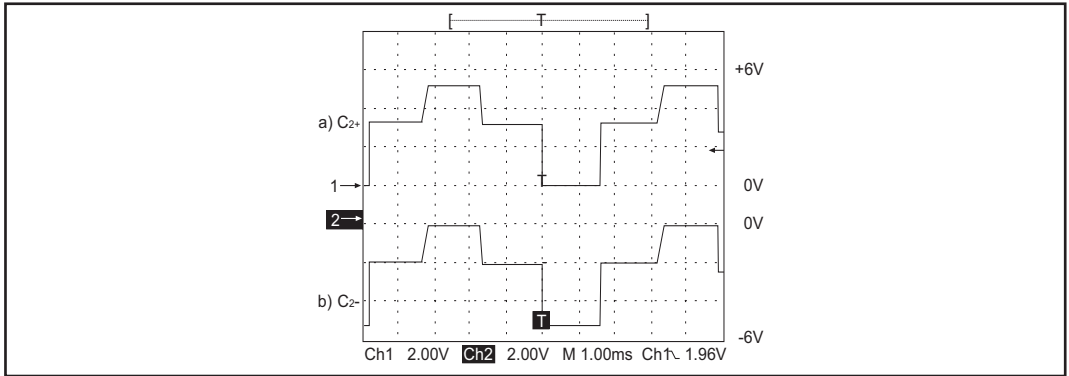 [ T ]
+6V
a) C2+
T
1 0V
2 0V
b) C2-
T
-6V
Ch1 2.00V Ch2 2.00V M 1.00ms Ch1 1.96V